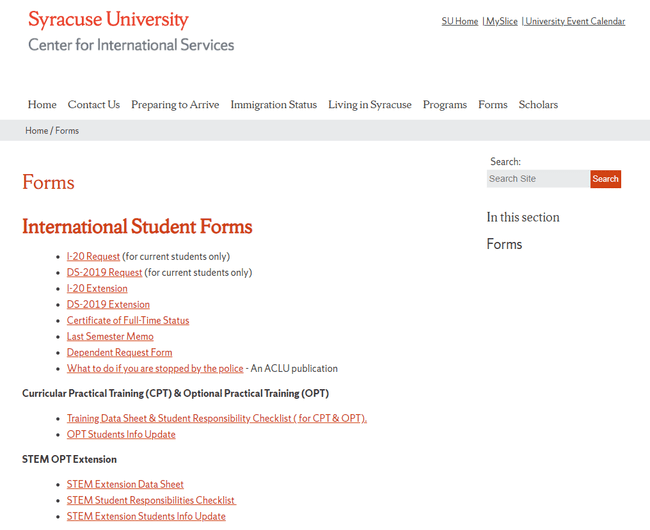 Syracuse University
Center for International Services
SU Home | MySlice | University Event Calendar
Home Contact Us Preparing to Arrive Immigration Status Living in Syracuse Programs Forms Scholars
Home / Forms
Forms
International Student Forms
I-20 Request (for current students only)
DS-2019 Request (for current students only)
I-20 Extension
DS-2019 Extension
Certificate of Full-Time Status
Last Semester Memo
Dependent Request Form
What to do if you are stopped by the police - An ACLU publication
Curricular Practical Training (CPT) & Optional Practical Training (OPT)
Training Data Sheet & Student Responsibility Checklist ( for CPT & OPT).
OPT Students Info Update
STEM OPT Extension
STEM Extension Data Sheet
STEM Student Responsibilities Checklist
STEM Extension Students Info Update
Search:
Search Site Search
In this section
Forms